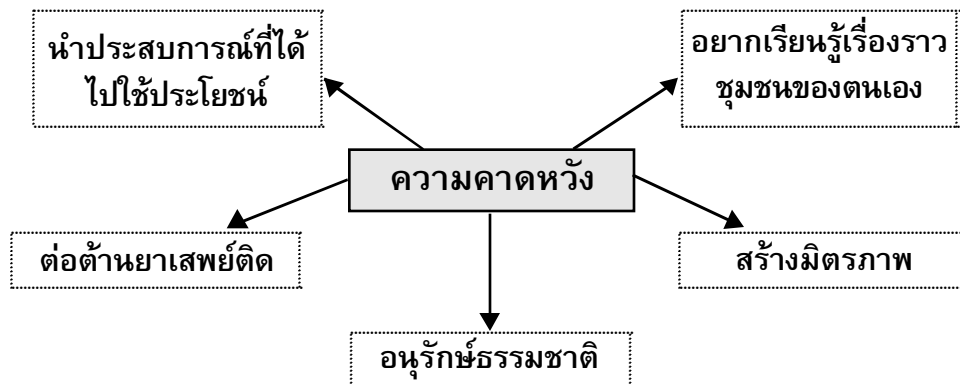 นำประสบการณ์ที่ได้
ไปใช้ประโยชน์
อยากเรียนรู้เรื่องราว
ชุมชนของตนเอง
ความคาดหวัง
ต่อต้านยาเสพย์ติด
สร้างมิตรภาพ
อนุรักษ์ธรรมชาติ